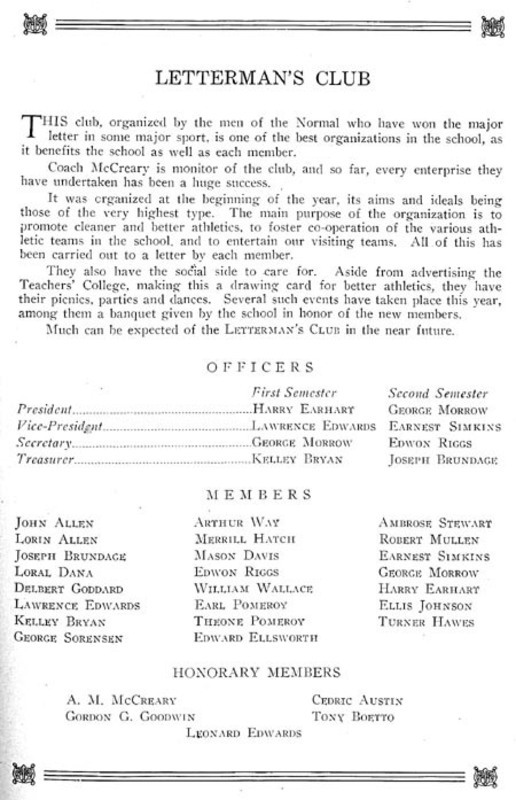 LETTERMAN'S CLUB
THIS club, organized by the men of the Normal who have won the major
letter in some major sport, is one of the best organizations in the school, as
it benefits the school as well as each member.
Coach McCreary is monitor of the club, and so far, every enterprise they
have undertaken has been a huge success.
It was organized at the beginning of the year, its aims and ideals being
those of the very highest type. The main purpose of the organization is to
promote cleaner and better athletics, to foster co-operation of the various ath-
letic teams in the school, and to entertain our visiting teams. All of this has
been carried out to a letter by each member.
They also have the social side to care for. Aside from advertising the
Teachers' College, making this a drawing card for better athletics, they have
their picnics, parties and dances. Several such events have taken place this year,
among them a banquet given by the school in honor of the new members.
Much can be expected of the LETTERMAN'S CLUB in the near future.
OFFICERS
First Semester Second Semester
President HARRY EARHART GEORGE MORROW
Vice-President LAWRENCE EDWARDS EARNEST SIMKINS
Secretary GEORGE MORROW EDWON RIGGS
Treasurer KELLEY BRYAN JOSEPH BRUNDAGE
MEMBERS
JOHN ALLEN ARTHUR WAY AMBROSE STEWART
LORIN ALLEN MERRILL HATCH ROBERT MULLEN
JOSEPH BRUNDAGE MASON DAVIS EARNEST SIMKINS
LORAL DANA EDWON RIGGS GEORGE MORROW
DELBERT GODDARD WILLIAM WALLACE HARRY EARHART
LAWRENCE EDWARDS EARL POMEROY ELLIS JOHNSON
KELLEY BRYAN THEONE POMEROY TURNER HAWES
GEORGE SORENSEN EDWARD ELLSWORTH
HONORARY MEMBERS
A. M. MCCREARY CEDRIC AUSTIN
GORDON G. GOODWIN TONY BOETTO
LEONARD EDWARDS